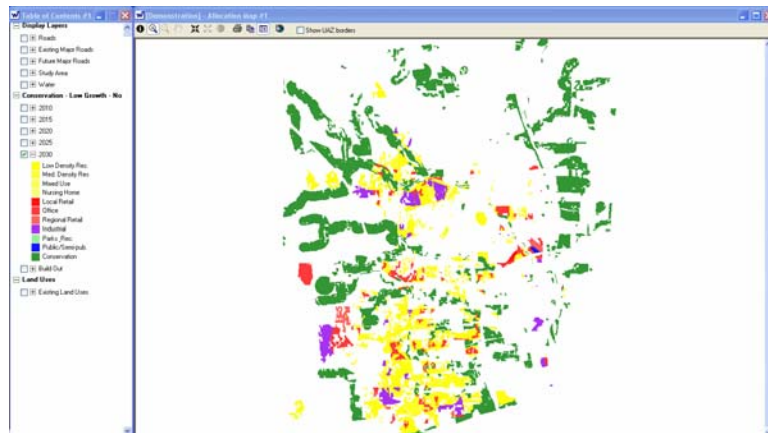 Table of Contents #1
[Demonstration] - Allocation Map #1
Show UAZ borders
Display Layers
Roads
Existing Major Roads
Future Major Roads
Study Area
Water
Conservation - Low Growth - No
2010
2015
2020
2025
2030
Low Density Res.
Med. Density Res
Mixed Use
Nursing Home
Local Retail
Office
Regional Retail
Industrial
Parks_Rec.
Public/Semi-pub.
Conservation
Build Out
Land Uses
Existing Land Uses